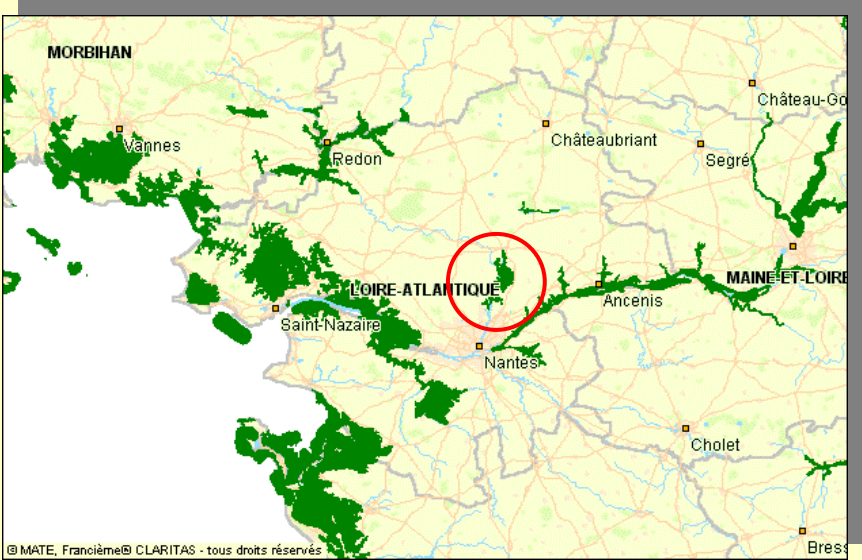 MORBIHAN
Château-Go
Vannes
Châteaubriant
Redon
Segré
MAINE-ET-LOIRE
LOIRE-ATLANTIQUE
Ancenis
Saint-Nazaire
Nantes
Cholet
Bress
© MATE, Francième® CLARITAS - tous droits réservés